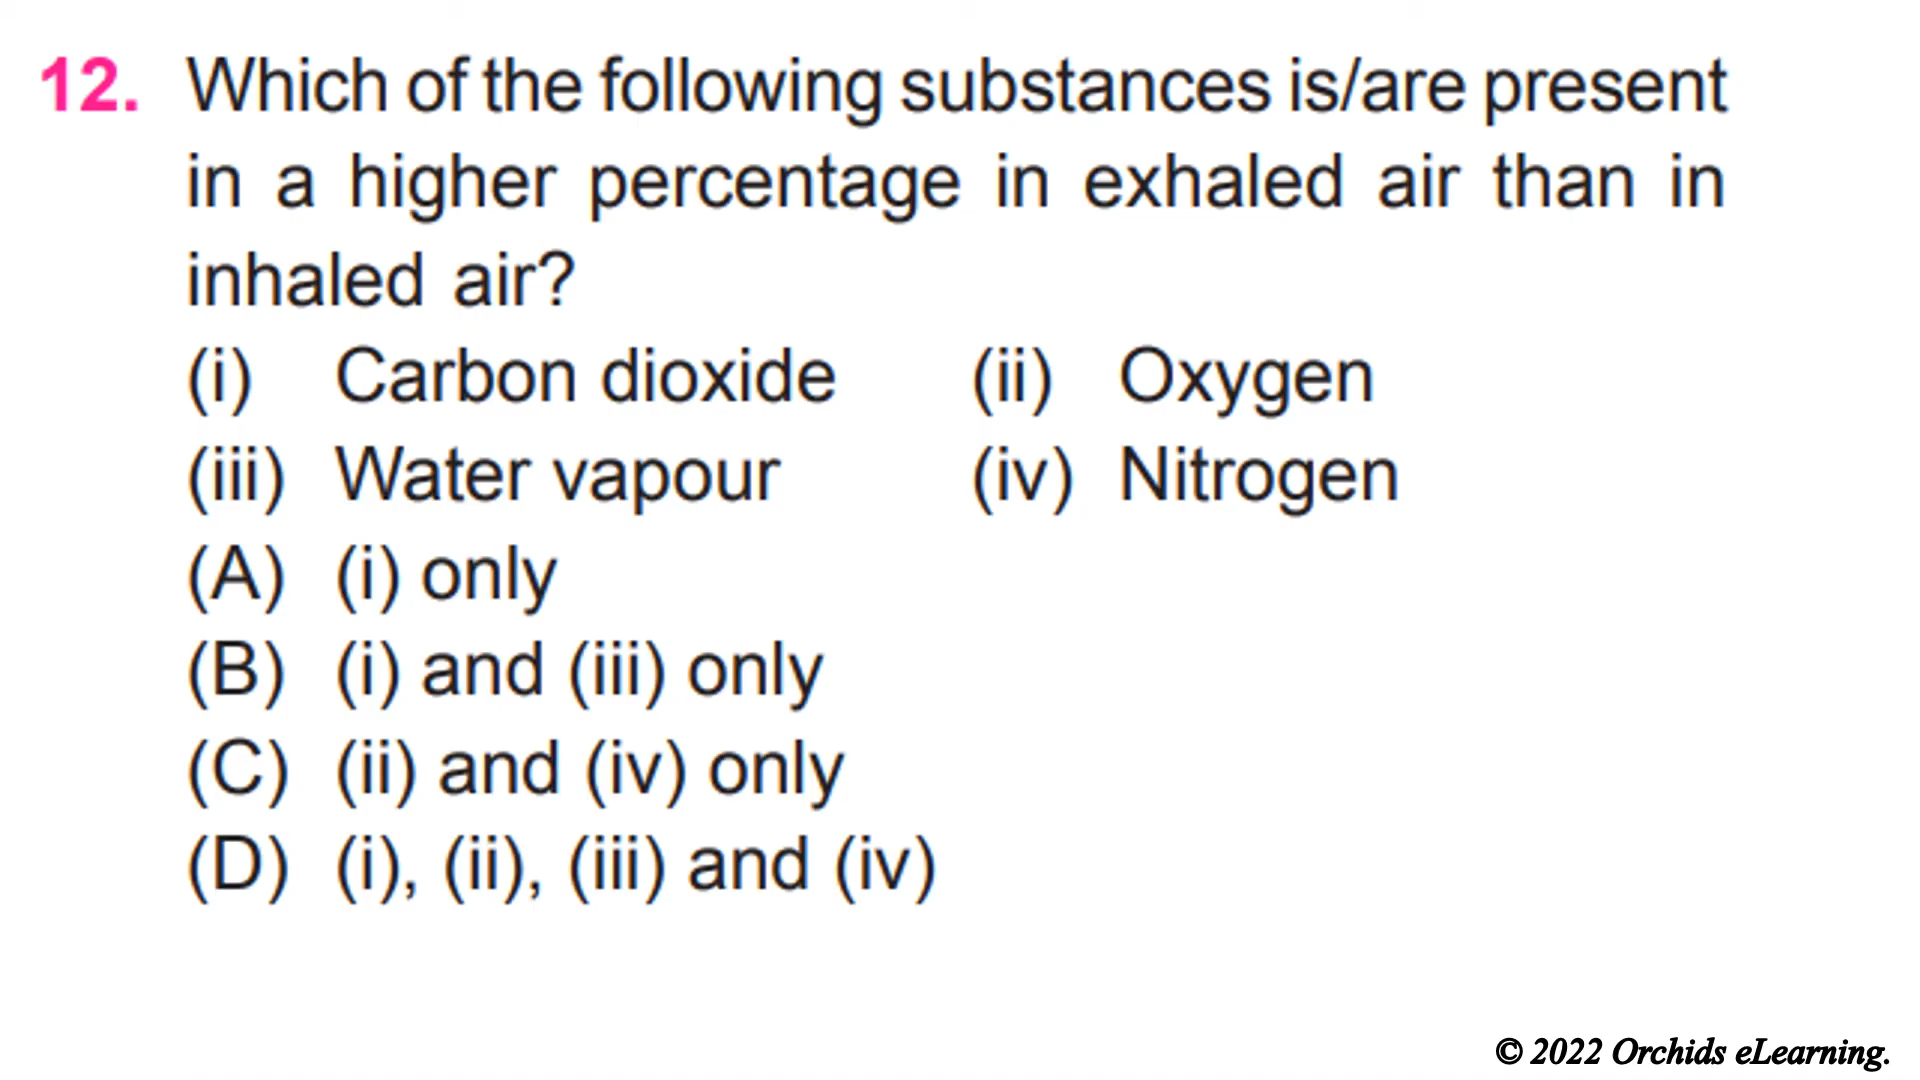 12. Which of the following substances is/are present
in a higher percentage in exhaled air than in
inhaled air?
(i) Carbon dioxide (ii) Oxygen
(iii) Water vapour (iv) Nitrogen
(A) (i) only
(B) (i) and (iii) only
(C) (ii) and (iv) only
(D) (i), (ii), (iii) and (iv)
© 2022 Orchids eLearning.